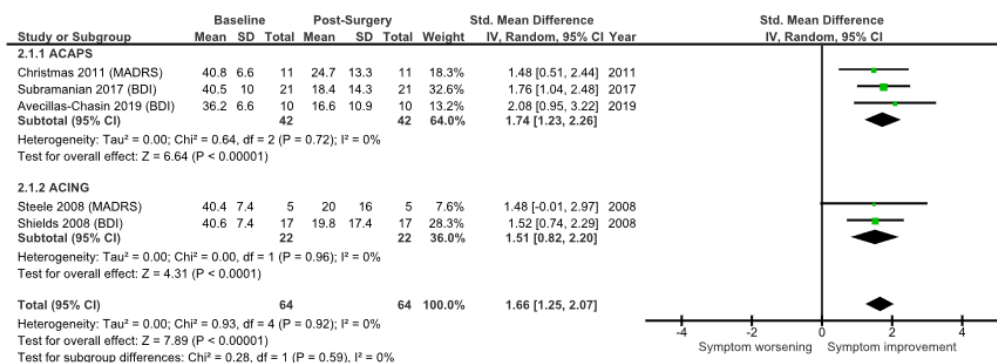 Baseline Post-Surgery Std. Mean Difference Std. Mean Difference
Study or Subgroup Mean SD Total Mean SD Total Weight IV, Random, 95% CI Year IV, Random, 95% CI
2.1.1 ACAPS
Christmas 2011 (MADRS) 40.8 6.6 11 24.7 13.3 11 18.3% 1.48 [0.51, 2.44] 2011
Subramanian 2017 (BDI) 40.5 10 21 18.4 14.3 21 32.6% 1.76 [1.04, 2.48] 2017
Avecillas-Chasin 2019 (BDI) 36.2 6.6 10 16.6 10.9 10 13.2% 2.08 [0.95, 3.22] 2019
Subtotal (95% CI) 42 42 64.0% 1.74 [1.23, 2.26]
Heterogeneity: Tau² = 0.00; Chi² = 0.64, df = 2 (P = 0.72); I² = 0%
Test for overall effect: Z = 6.64 (P < 0.00001)
2.1.2 ACING
Steele 2008 (MADRS) 40.4 7.4 5 20 16 5 7.6% 1.48 [-0.01, 2.97] 2008
Shields 2008 (BDI) 40.6 7.4 17 19.8 17.4 17 28.3% 1.52 [0.74, 2.29] 2008
Subtotal (95% CI) 22 22 36.0% 1.51 [0.82, 2.20]
Heterogeneity: Tau² = 0.00; Chi² = 0.00, df = 1 (P = 0.96); I² = 0%
Test for overall effect: Z = 4.31 (P < 0.0001)
Total (95% CI) 64 64 100.0% 1.66 [1.25, 2.07]
Heterogeneity: Tau² = 0.00; Chi² = 0.93, df = 4 (P = 0.92); I² = 0%
Test for overall effect: Z = 7.89 (P < 0.00001)
Test for subgroup differences: Chi² = 0.28, df = 1 (P = 0.59), I² = 0%
-4 -2 0 2 4
Symptom worsening Symptom improvement